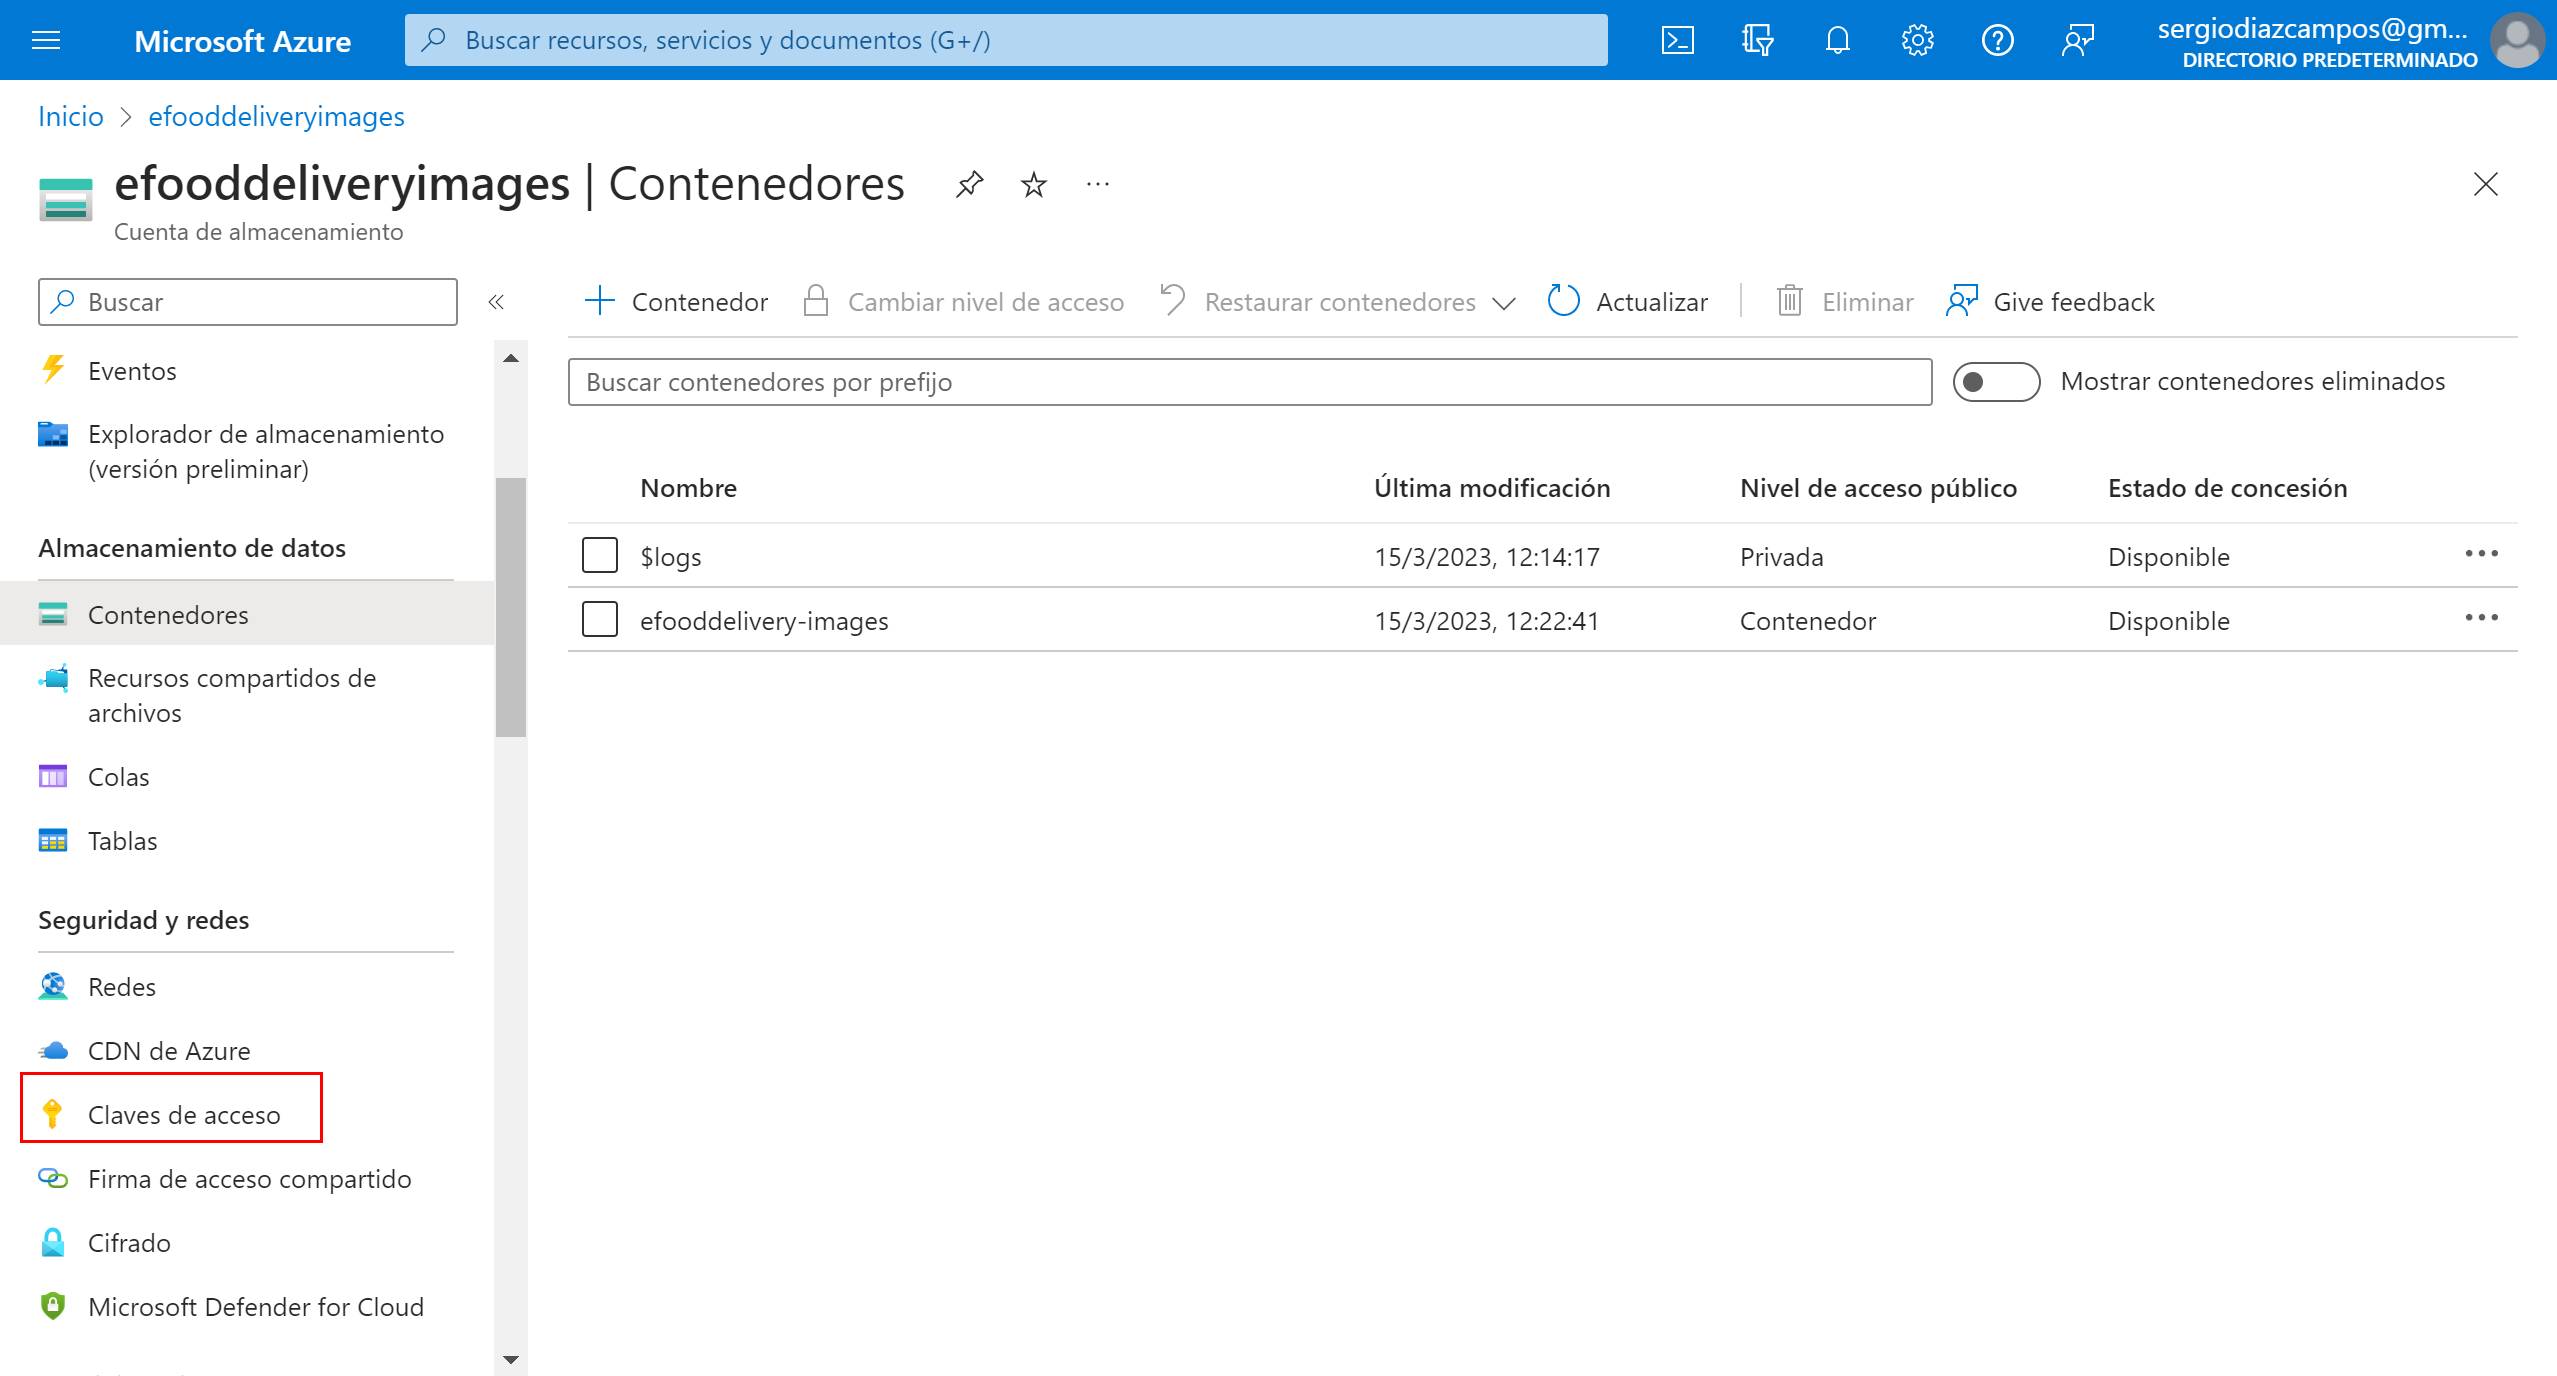 Microsoft Azure
Buscar recursos, servicios y documentos (G+/)
sergiodiazcampos@gm...
DIRECTORIO PREDETERMINADO
Inicio > efooddeliveryimages
efooddeliveryimages | Contenedores
Cuenta de almacenamiento
Buscar
Eventos
Explorador de almacenamiento
(versión preliminar)
Almacenamiento de datos
Contenedores
Recursos compartidos de
archivos
Colas
Tablas
Seguridad y redes
Redes
CDN de Azure
Claves de acceso
Firma de acceso compartido
Cifrado
Microsoft Defender for Cloud
Contenedor
Cambiar nivel de acceso
Restaurar contenedores
Actualizar
Eliminar
Give feedback
Buscar contenedores por prefijo
Mostrar contenedores eliminados
Nombre Última modificación Nivel de acceso público Estado de concesión
$logs 15/3/2023, 12:14:17 Privada Disponible
efooddelivery-images 15/3/2023, 12:22:41 Contenedor Disponible